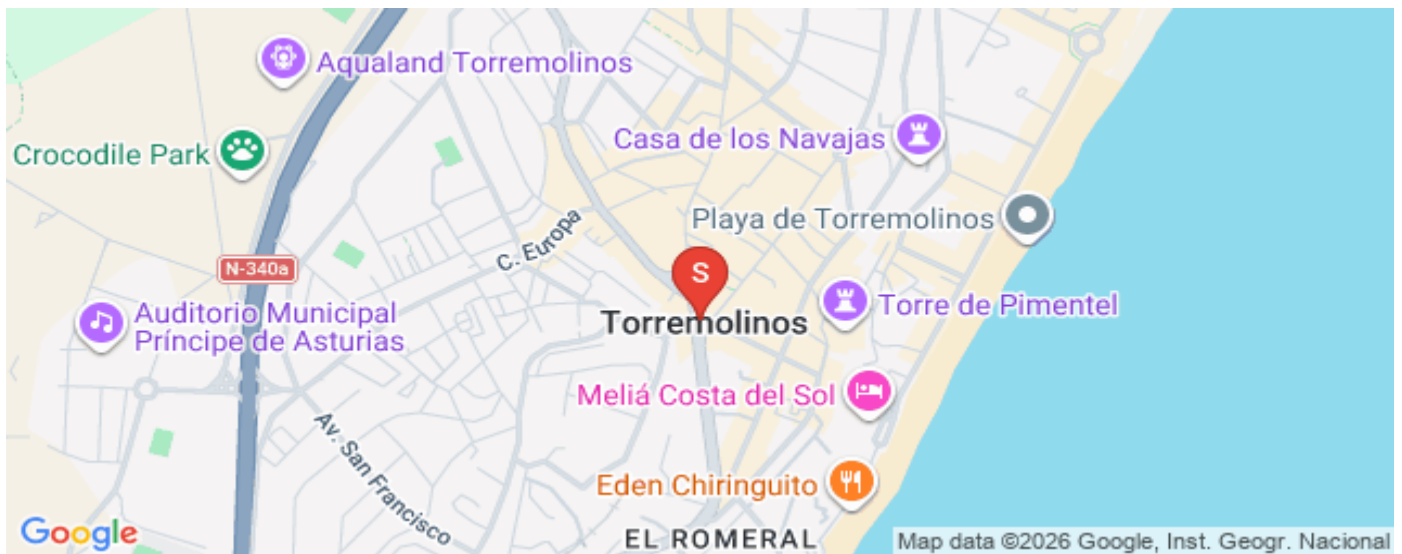 Aqualand Torremolinos
Casa de los Navajas
Crocodile Park
Playa de Torremolinos
C. Europa
N-340a
S
Auditorio Municipal
Príncipe de Asturias
Torremolinos
Torre de Pimentel
Meliá Costa del Sol
Av. San Francisco
Eden Chiringuito
EL ROMERAL
Google
Map data ©2026 Google, Inst. Geogr. Nacional